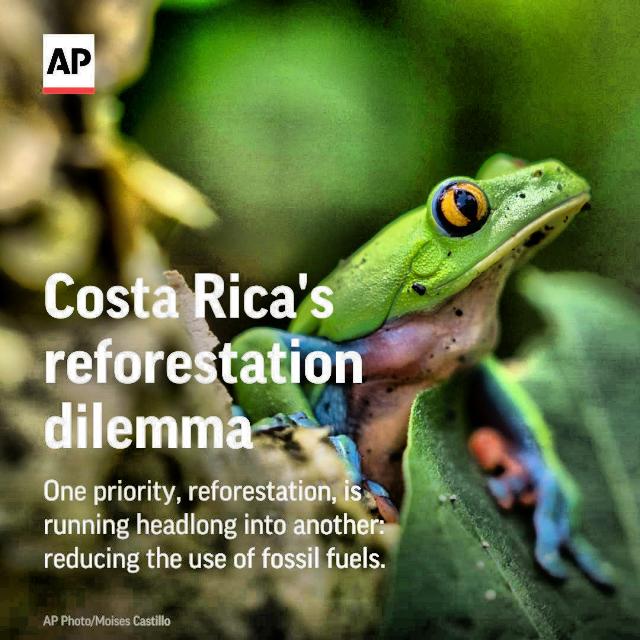 AP
Costa Rica's
reforestation
dilemma
One priority, reforestation, is
running headlong into another:
reducing the use of fossil fuels.
AP Photo/Moises Castillo